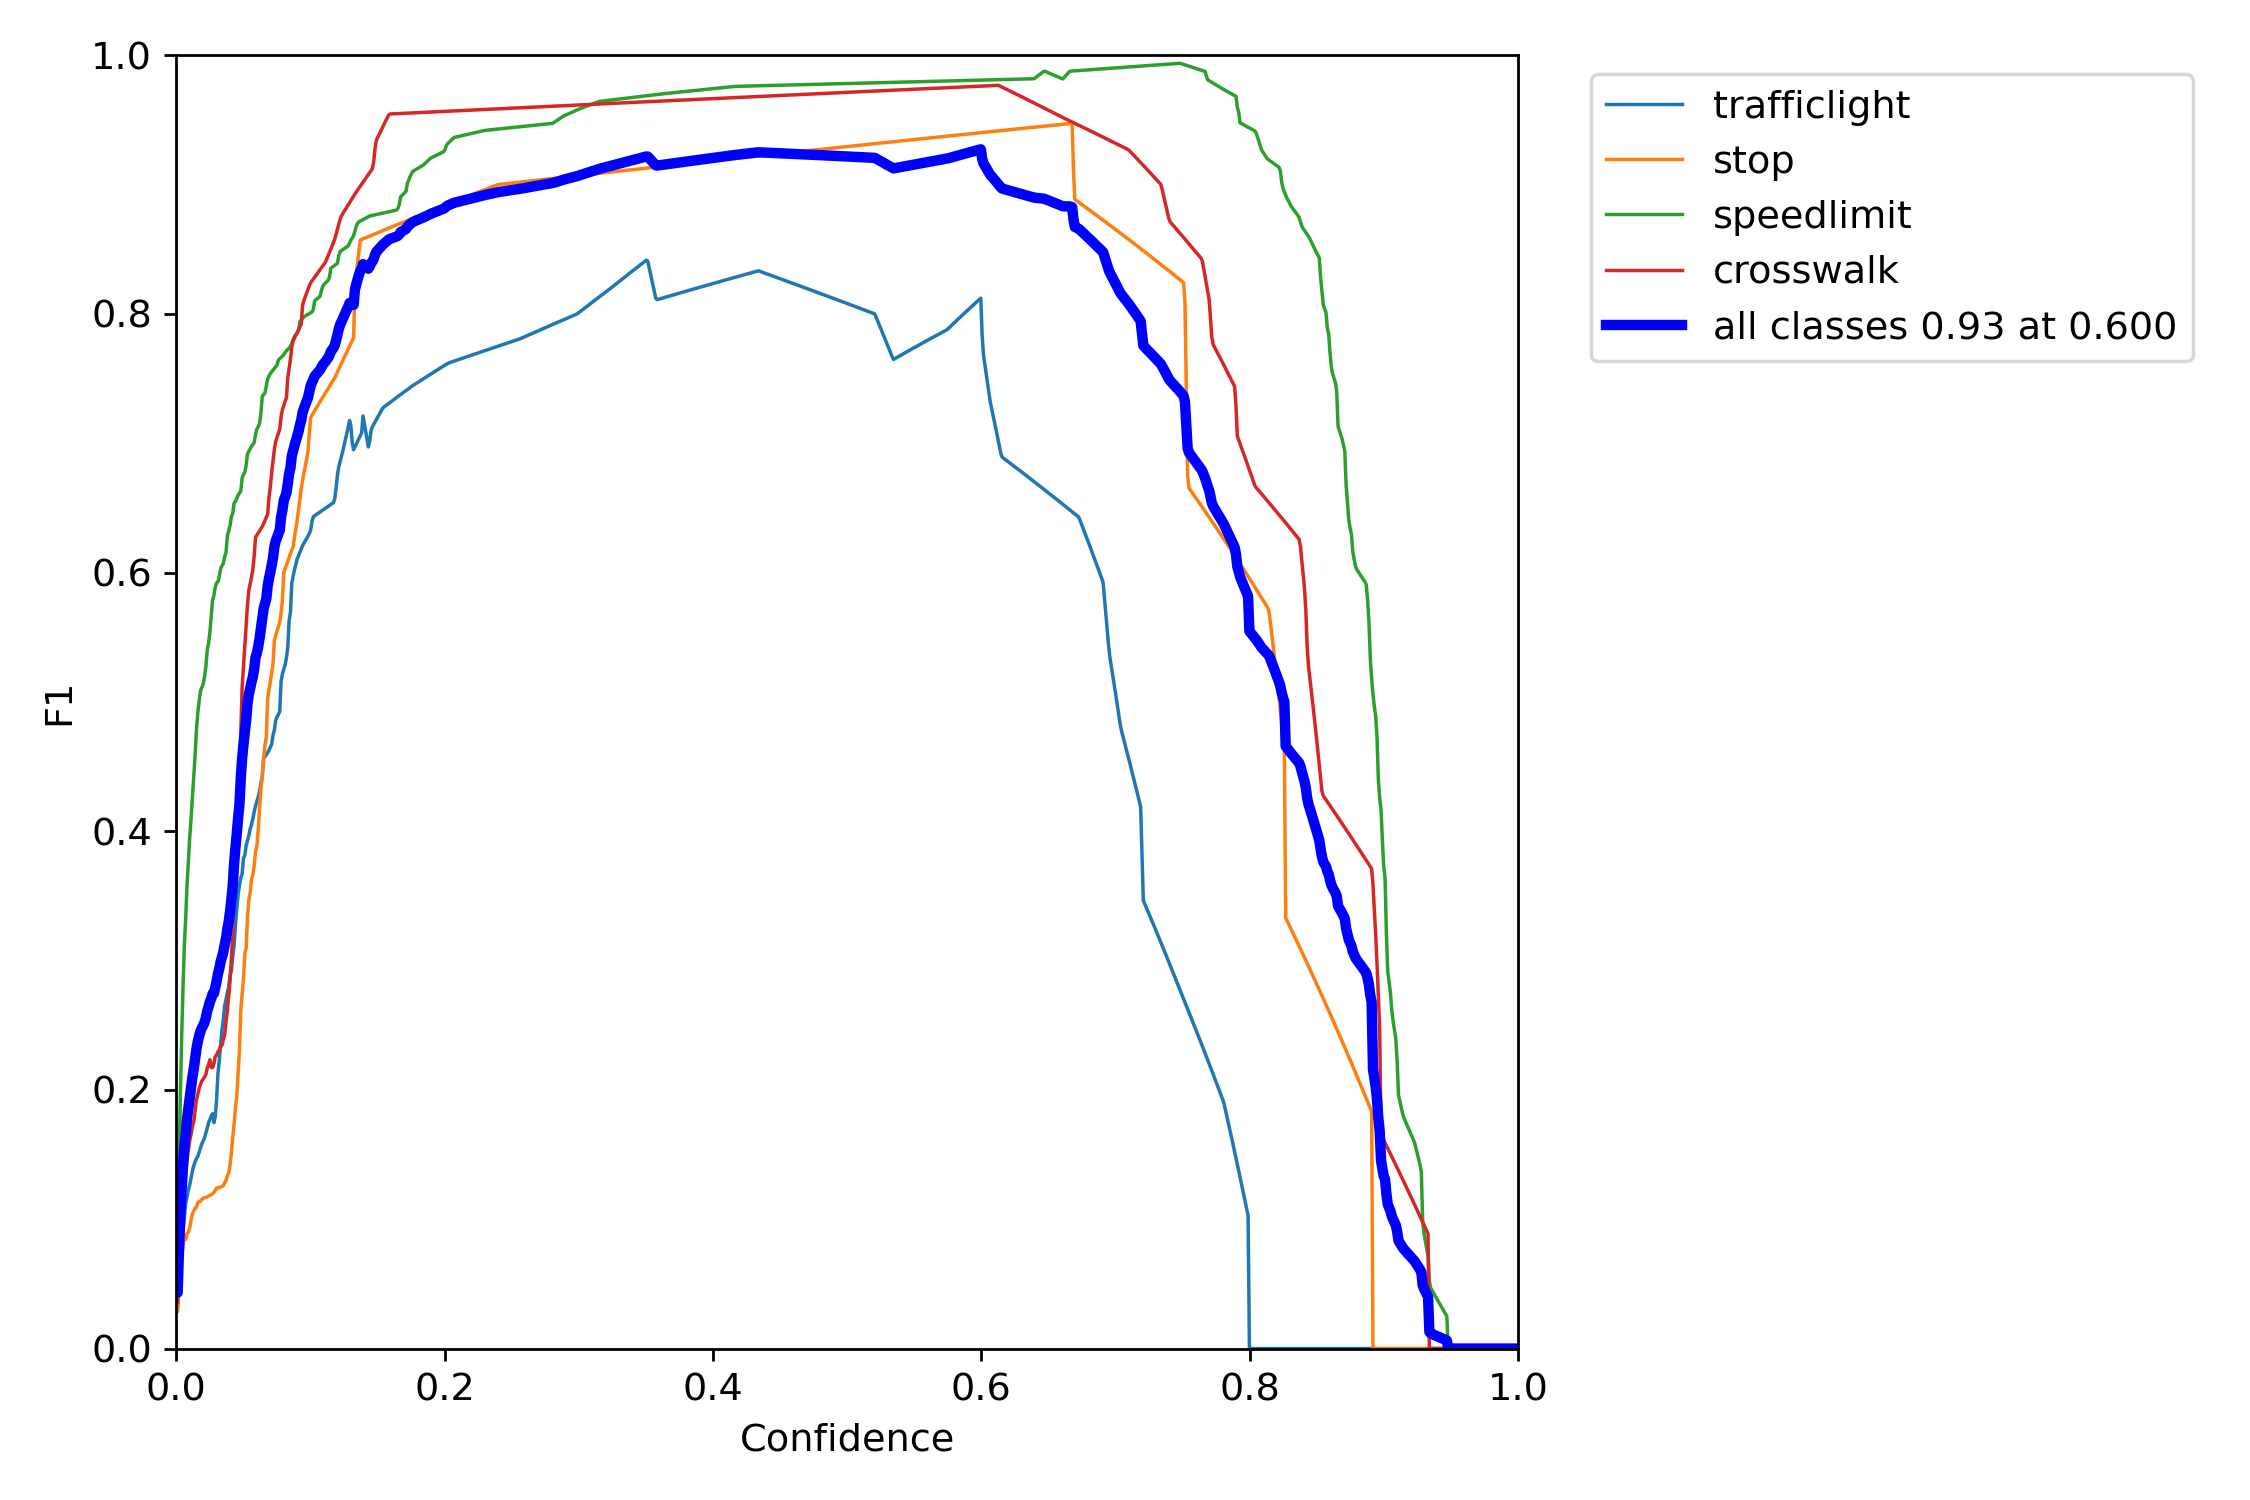 1.0
0.8
0.6
0.4
0.2
0.0
F1
0.0 0.2 0.4 0.6 0.8 1.0
Confidence
trafficlight
stop
speedlimit
crosswalk
all classes 0.93 at 0.600